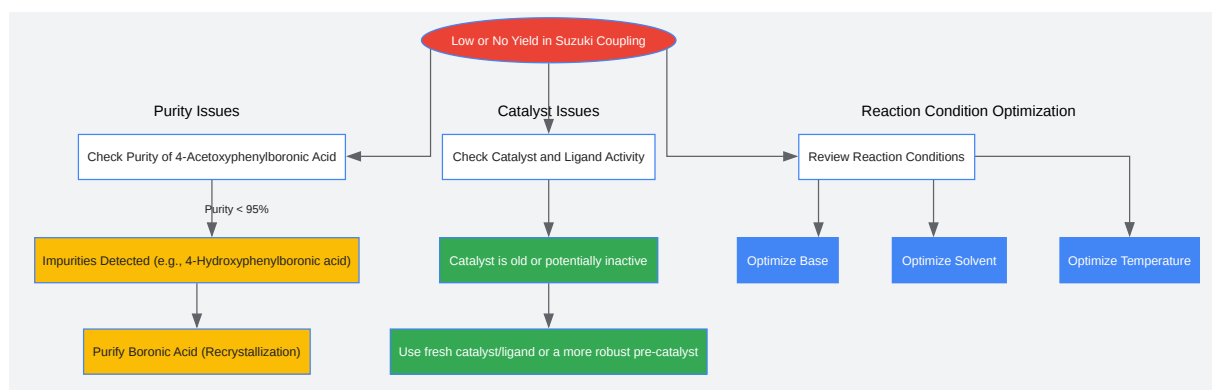 Low or No Yield in Suzuki Coupling
Purity Issues
Catalyst Issues
Reaction Condition Optimization
Check Purity of 4-Acetoxyphenylboronic Acid
Check Catalyst and Ligand Activity
Review Reaction Conditions
Purity < 95%
Impurities Detected (e.g., 4-Hydroxyphenylboronic acid)
Catalyst is old or potentially inactive
Optimize Base
Optimize Solvent
Optimize Temperature
Purify Boronic Acid (Recrystallization)
Use fresh catalyst/ligand or a more robust pre-catalyst